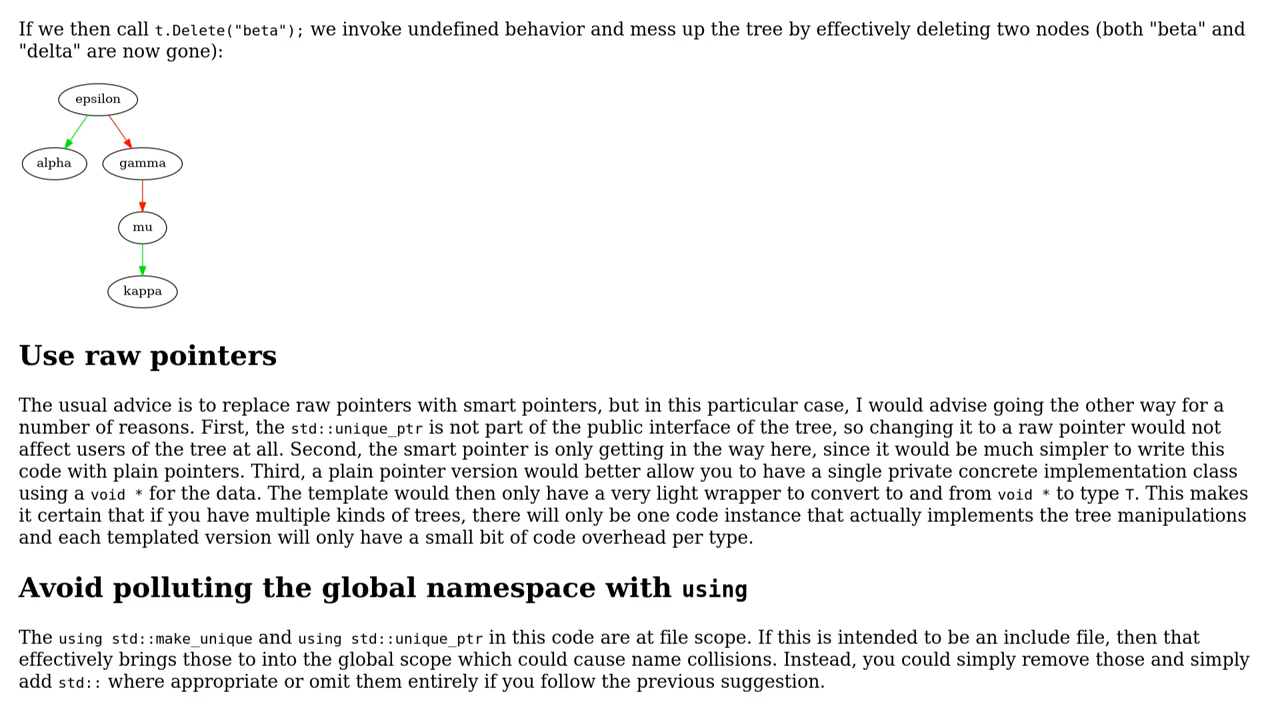 If we then call t.Delete("beta"); we invoke undefined behavior and mess up the tree by effectively deleting two nodes (both "beta" and
"delta" are now gone):
epsilon
alpha
gamma
mu
kappa
Use raw pointers
The usual advice is to replace raw pointers with smart pointers, but in this particular case, I would advise going the other way for a
number of reasons. First, the std::unique_ptr is not part of the public interface of the tree, so changing it to a raw pointer would not
affect users of the tree at all. Second, the smart pointer is only getting in the way here, since it would be much simpler to write this
code with plain pointers. Third, a plain pointer version would better allow you to have a single private concrete implementation class
using a void * for the data. The template would then only have a very light wrapper to convert to and from void * to type T. This makes
it certain that if you have multiple kinds of trees, there will only be one code instance that actually implements the tree manipulations
and each templated version will only have a small bit of code overhead per type.
Avoid polluting the global namespace with using
The using std::make_unique and using std::unique_ptr in this code are at file scope. If this is intended to be an include file, then that
effectively brings those to into the global scope which could cause name collisions. Instead, you could simply remove those and simply
add std:: where appropriate or omit them entirely if you follow the previous suggestion.